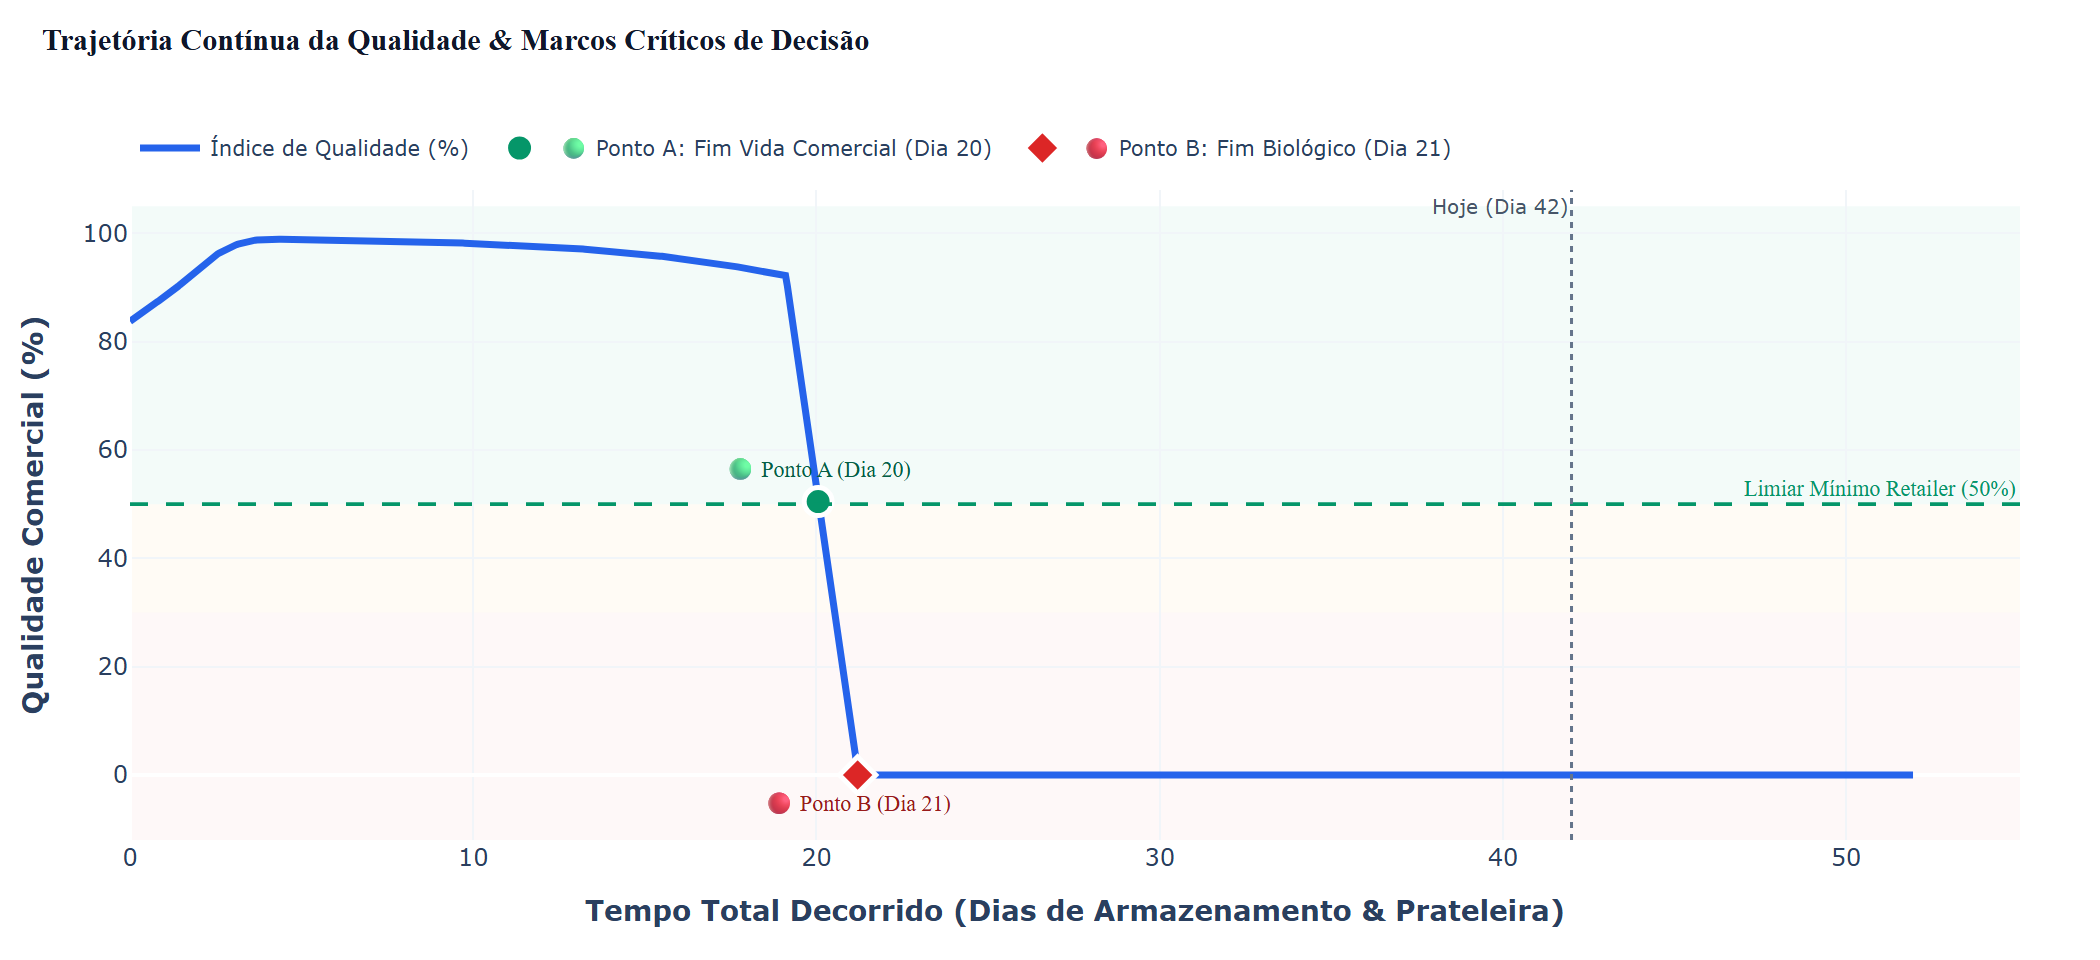 Trajetória Contínua da Qualidade & Marcos Críticos de Decisão
Índice de Qualidade (%)
Ponto A: Fim Vida Comercial (Dia 20)
Ponto B: Fim Biológico (Dia 21)
Hoje (Dia 42)
100
80
60
40
20
0
Qualidade Comercial (%)
Ponto A (Dia 20)
Limiar Mínimo Retailer (50%)
Ponto B (Dia 21)
0
10
20
30
40
50
Tempo Total Decorrido (Dias de Armazenamento & Prateleira)